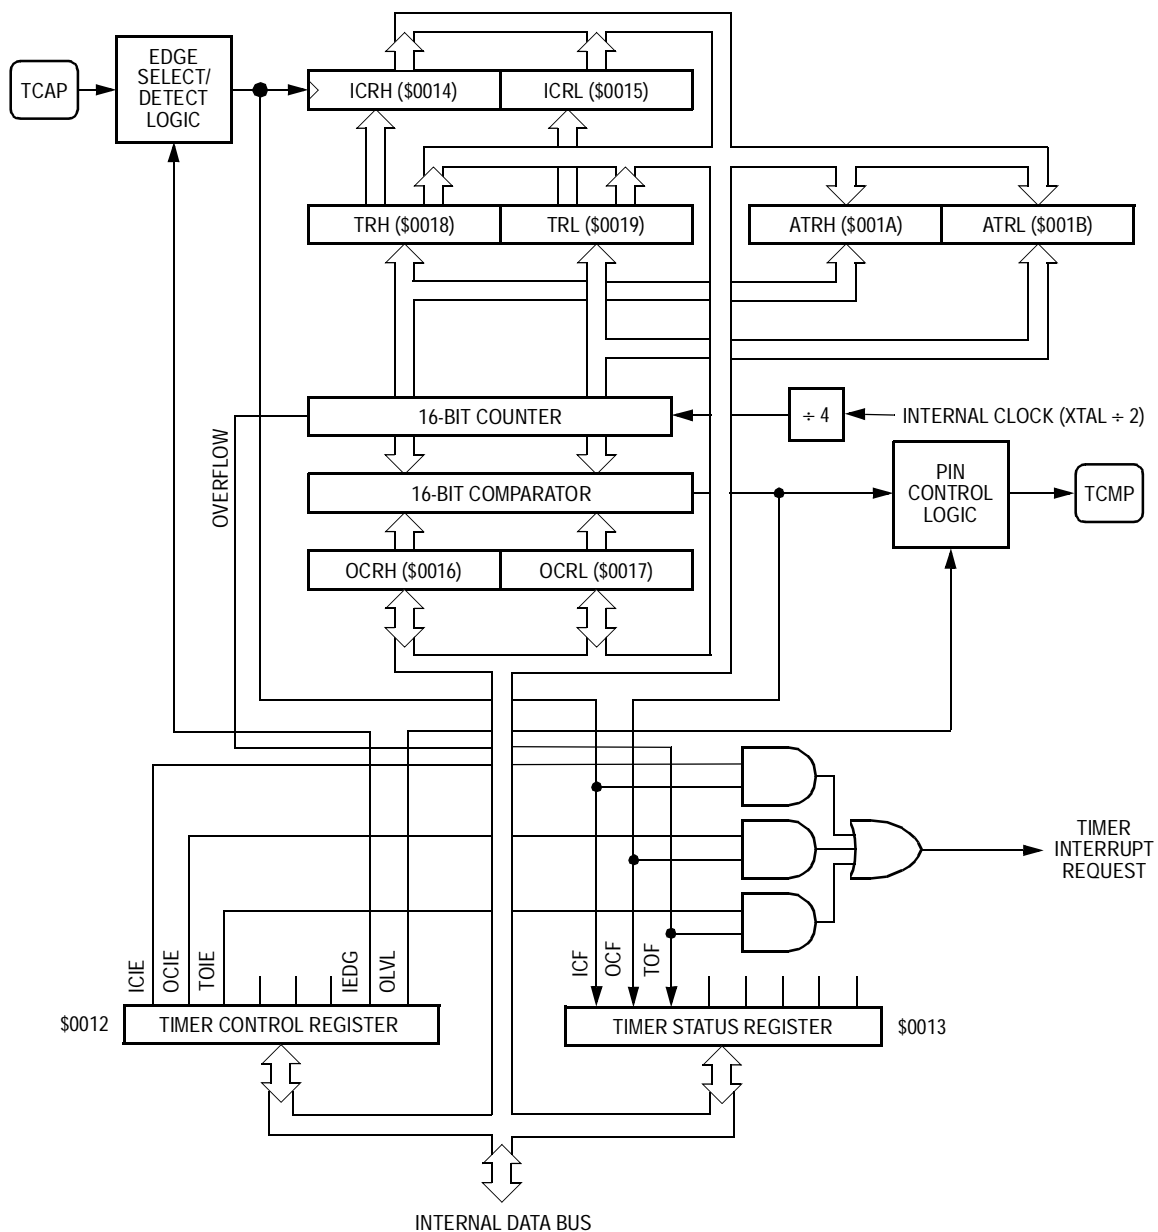 TCAP
EDGE
SELECT/
DETECT
LOGIC
ICRH ($0014)
ICRL ($0015)
TRH ($0018)
TRL ($0019)
ATRH ($001A)
ATRL ($001B)
16-BIT COUNTER
÷ 4
INTERNAL CLOCK (XTAL ÷ 2)
OVERFLOW
16-BIT COMPARATOR
PIN
CONTROL
LOGIC
TCMP
OCRH ($0016)
OCRL ($0017)
TIMER
INTERRUPT
REQUEST
ICIE
OCIE
TOIE
IEDG
OLVL
ICF
OCF
TOF
$0012
TIMER CONTROL REGISTER
TIMER STATUS REGISTER
$0013
INTERNAL DATA BUS